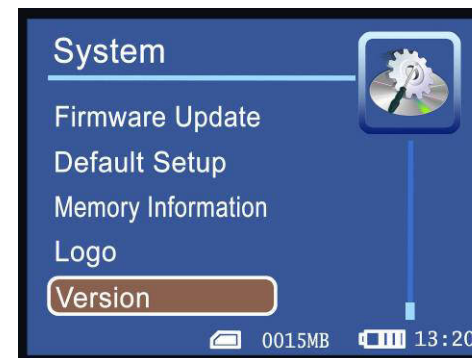 System
Firmware Update
Default Setup
Memory Information
Logo
Version
0015MB 13:20